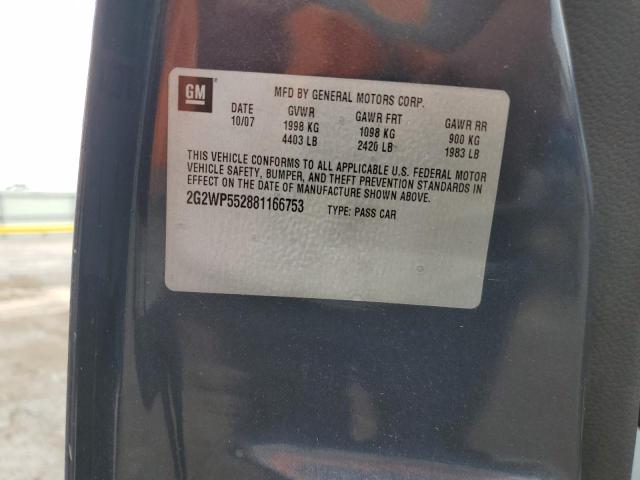 GM
MFD BY GENERAL MOTORS CORP.
DATE GVWR GAWR FRT GAWR RR
10/07 1998 KG 1098 KG 900 KG
4403 LB 2420 LB 1983 LB
THIS VEHICLE CONFORMS TO ALL APPLICABLE U.S. FEDERAL MOTOR
VEHICLE SAFETY, BUMPER, AND THEFT PREVENTION STANDARDS IN
EFFECT ON THE DATE OF MANUFACTURE SHOWN ABOVE.
2G2WP552881166753 TYPE: PASS CAR